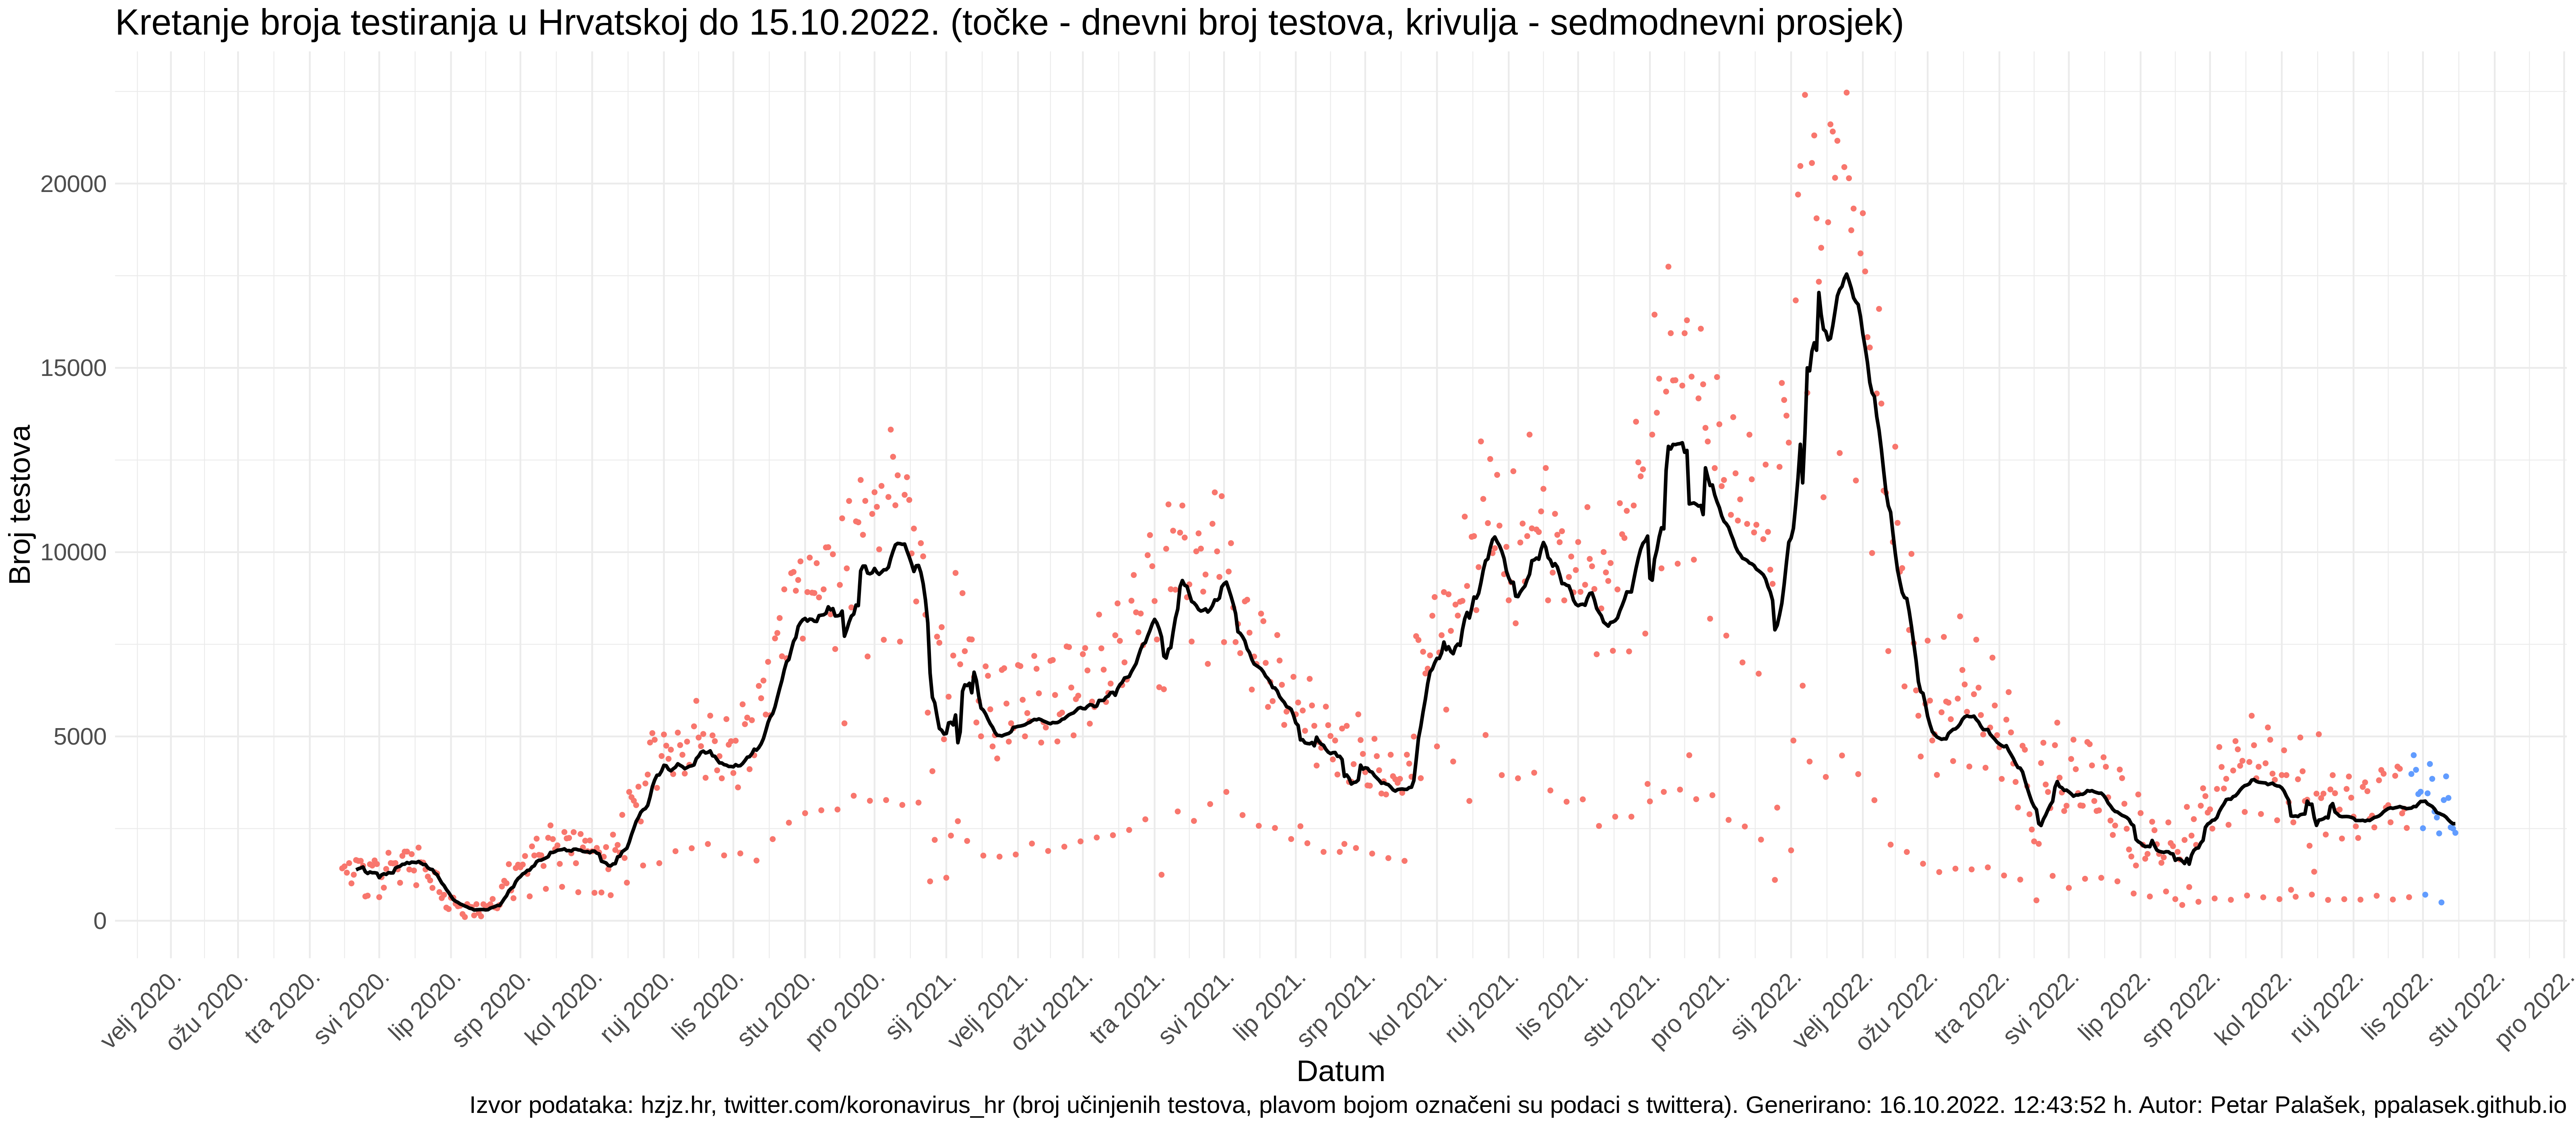 Kretanje broja testiranja u Hrvatskoj do 15.10.2022. (točke - dnevni broj testova, krivulja - sedmodnevni prosjek)
Broj testova
20000
15000
10000
5000
0
velj 2020.
ožu 2020.
tra 2020.
svi 2020.
lip 2020.
srp 2020.
kol 2020.
ruj 2020.
lis 2020.
stu 2020.
pro 2020.
sij 2021.
velj 2021.
ožu 2021.
tra 2021.
svi 2021.
lip 2021.
srp 2021.
kol 2021.
ruj 2021.
lis 2021.
stu 2021.
pro 2021.
sij 2022.
velj 2022.
ožu 2022.
tra 2022.
svi 2022.
lip 2022.
srp 2022.
kol 2022.
ruj 2022.
lis 2022.
stu 2022.
pro 2022.
Datum
Izvor podataka: hzjz.hr, twitter.com/koronavirus_hr (broj učinjenih testova, plavom bojom označeni su podaci s twittera). Generirano: 16.10.2022. 12:43:52 h. Autor: Petar Palašek, ppalasek.github.io